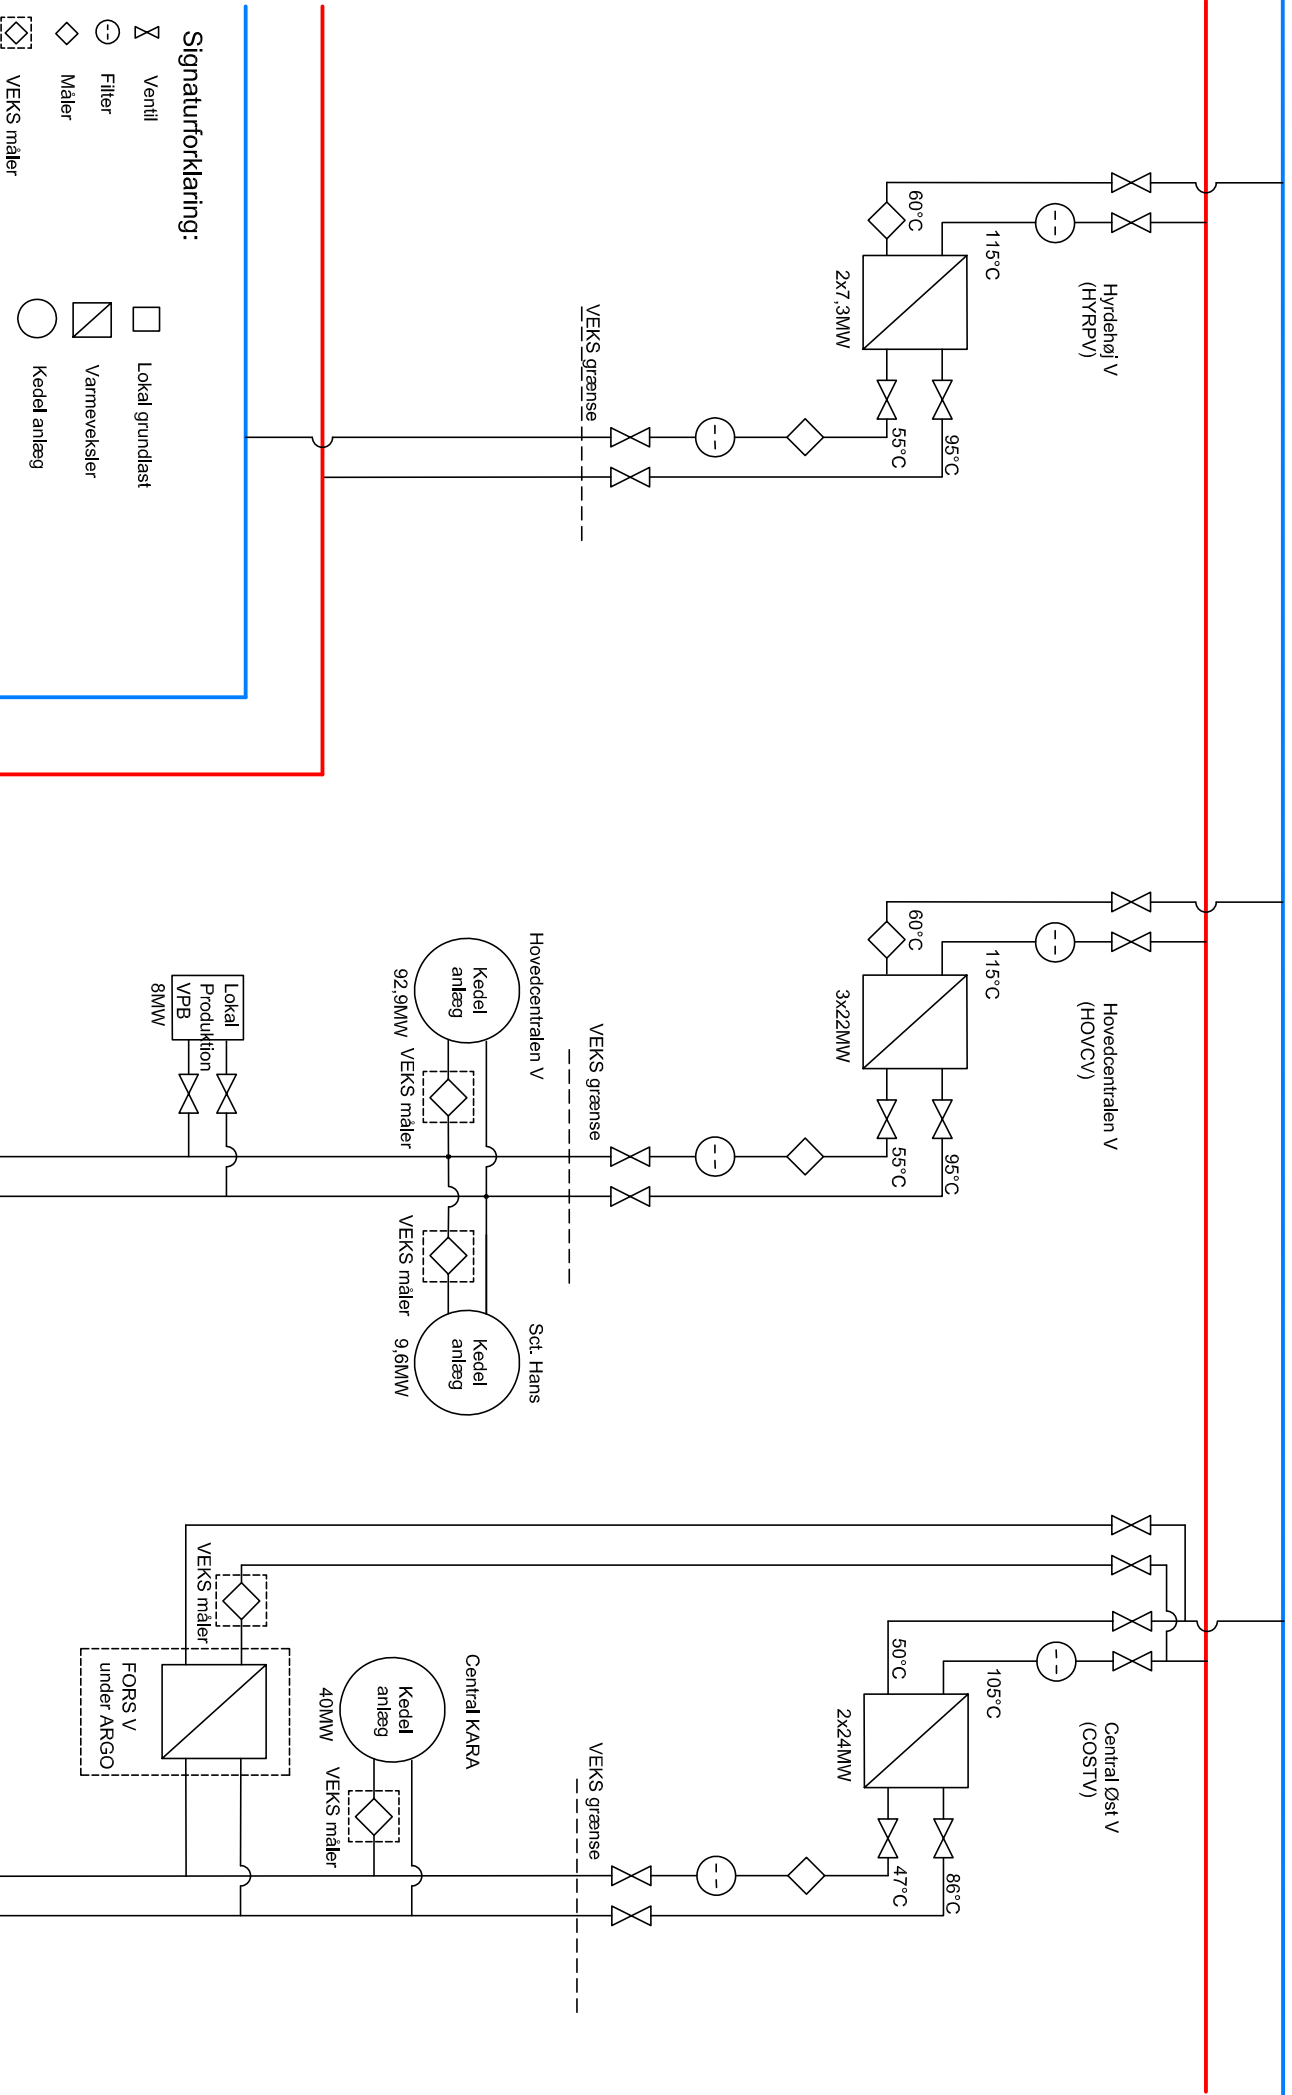 Hyrdehøj V
(HYRPV)
115°C
60°C
2x7,3MW
95°C
55°C
VEKS grænse
Hovedcentralen V
(HOVCV)
115°C
60°C
3x22MW
95°C
55°C
VEKS grænse
Hovedcentralen V
Kedel
anlæg
92,9MW
VEKS måler
Sct. Hans
Kedel
anlæg
9,6MW
VEKS måler
Lokal
Produktion
VPB
8MW
Central Øst V
(COSTV)
105°C
50°C
2x24MW
86°C
47°C
VEKS grænse
Central KARA
Kedel
anlæg
40MW
VEKS måler
VEKS måler
FORS V
under ARGO
Signaturforklaring:
Ventil
Filter
Måler
VEKS måler
Lokal grundlast
Varmeveksler
Kedel anlæg